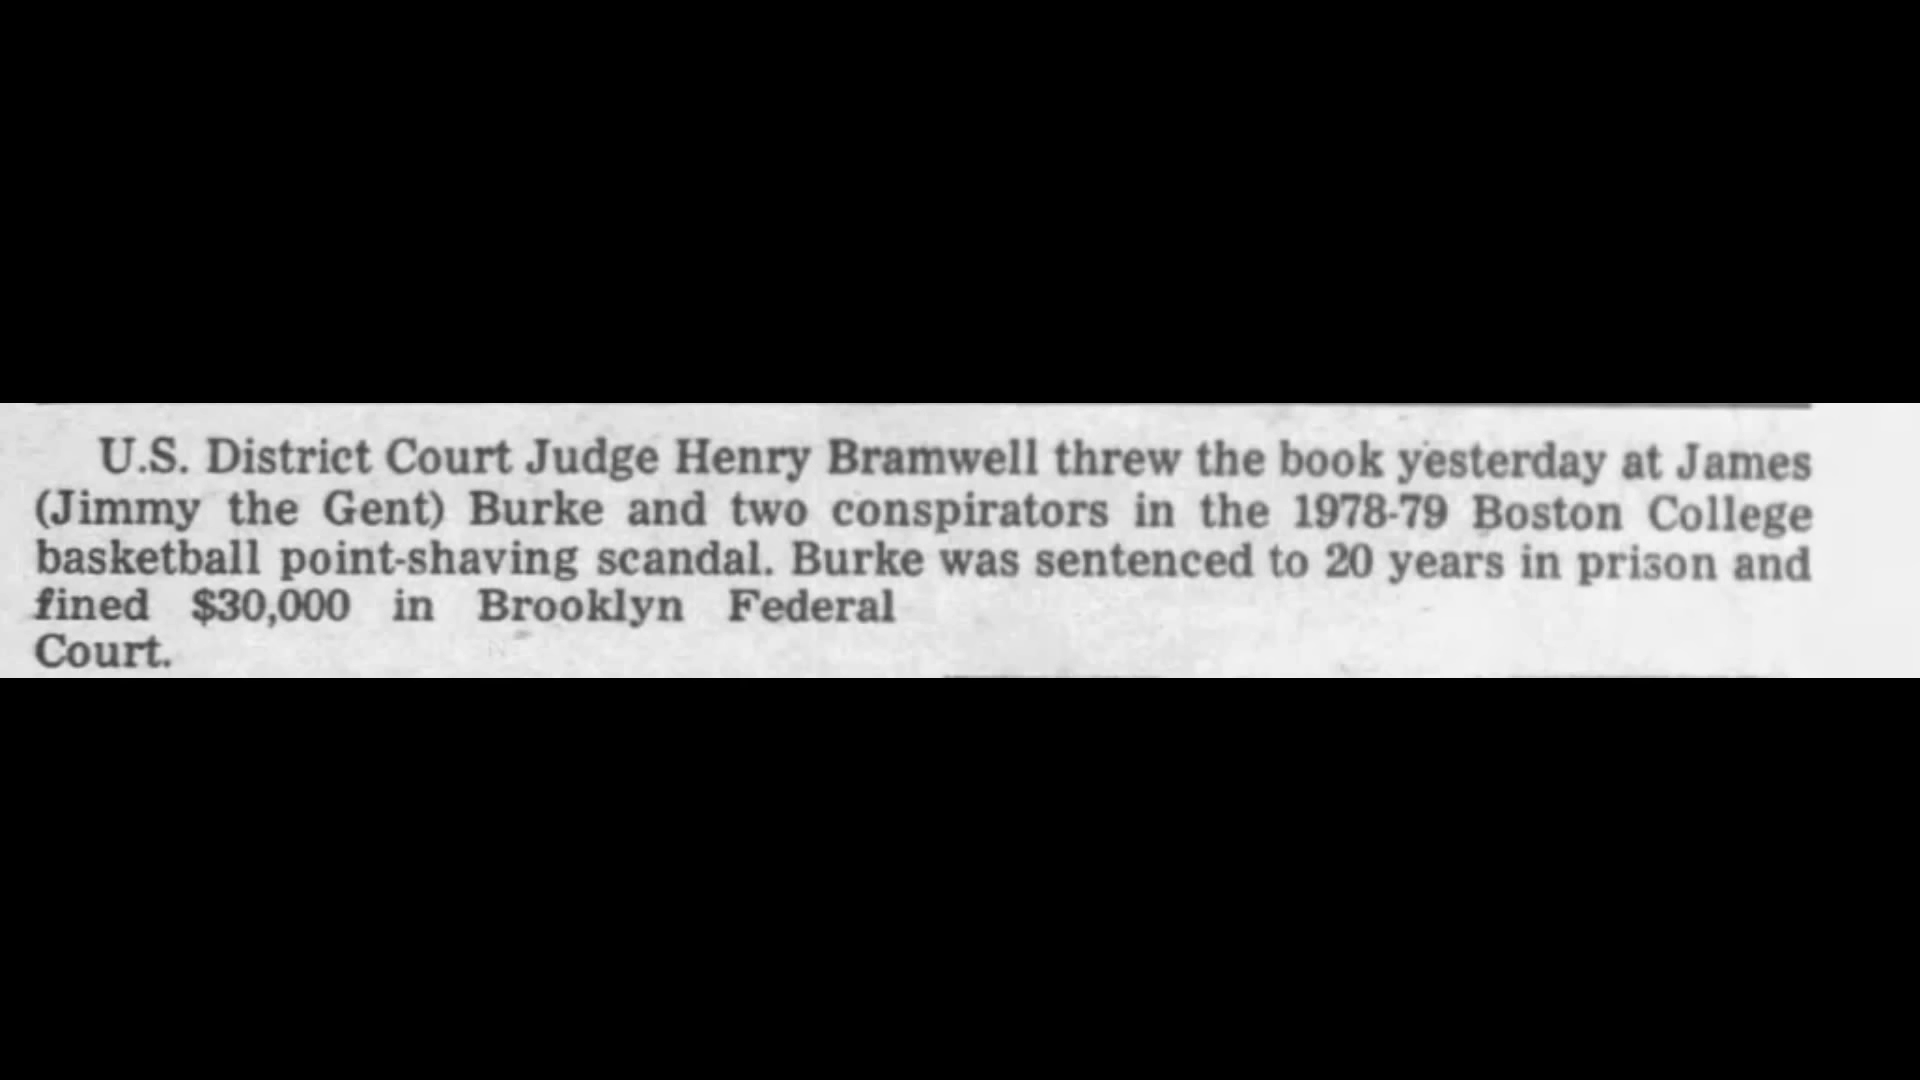 U.S. District Court Judge Henry Bramwell threw the book yesterday at James
(Jimmy the Gent) Burke and two conspirators in the 1978-79 Boston College
basketball point-shaving scandal. Burke was sentenced to 20 years in prison and
fined $30,000 in Brooklyn Federal
Court.